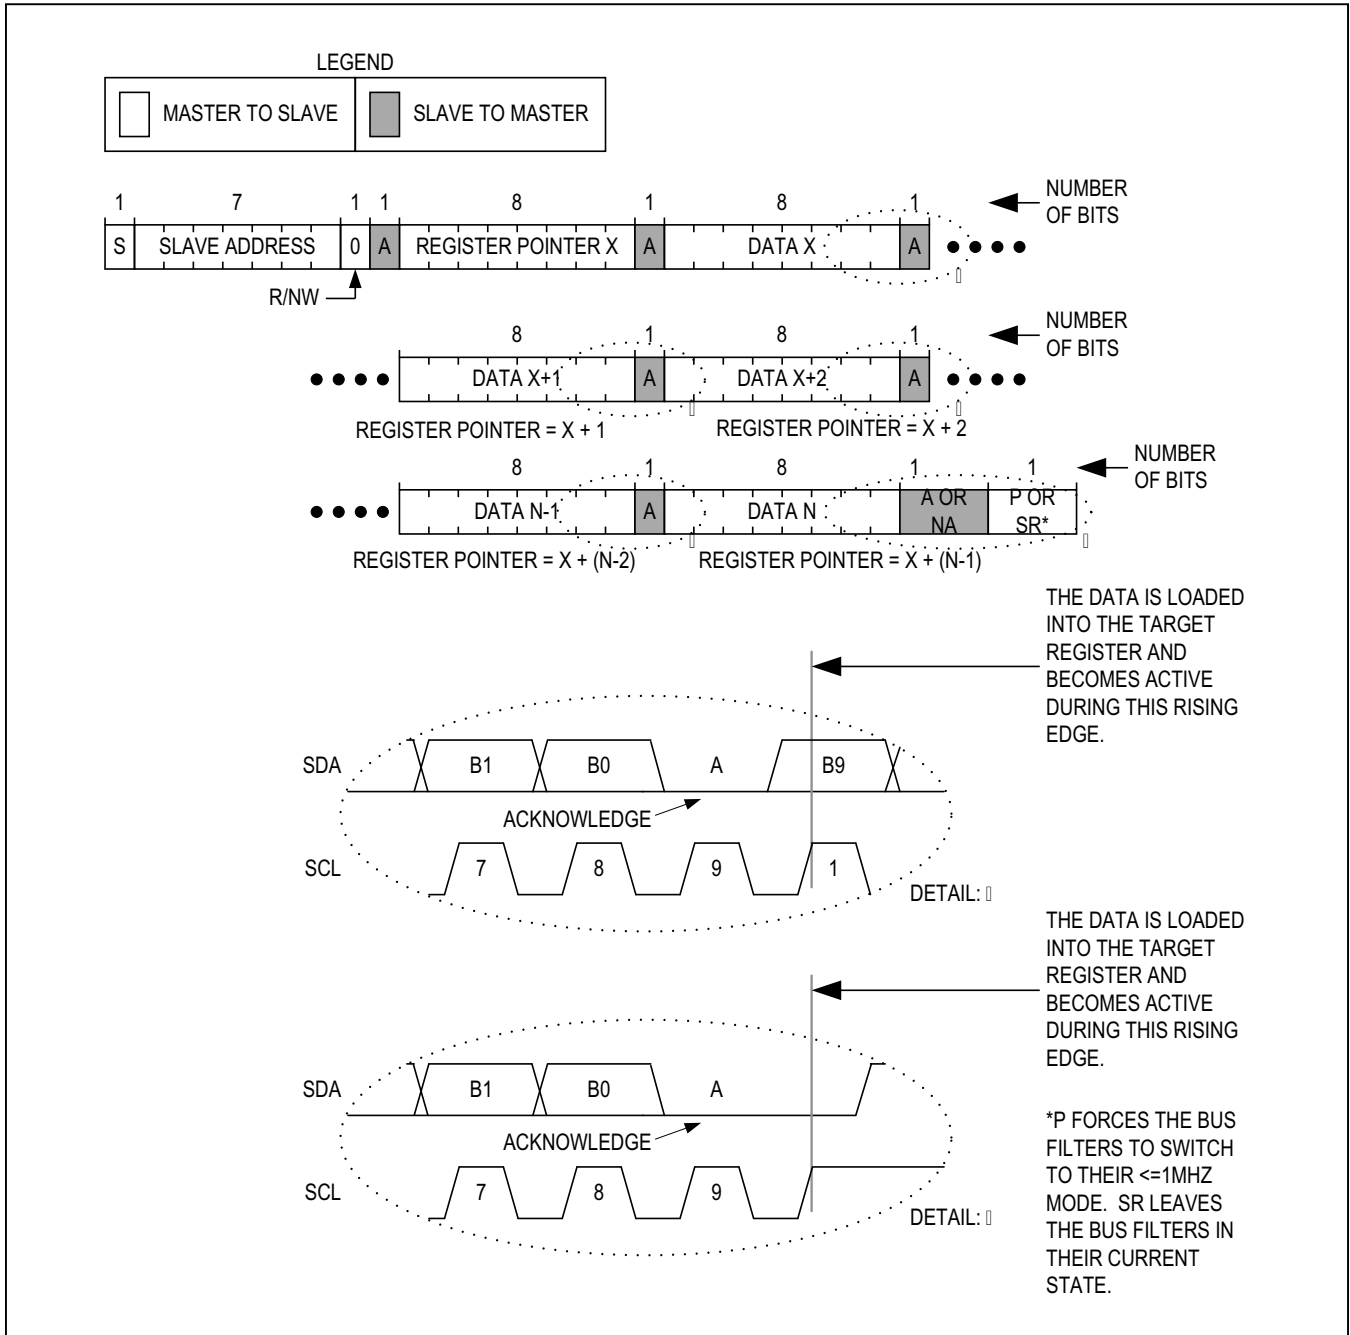 LEGEND
MASTER TO SLAVE SLAVE TO MASTER
1 7 1 1 8 1 8 1 NUMBER
OF BITS
S SLAVE ADDRESS 0 A REGISTER POINTER X A DATA X A
R/NW
8 1 8 1 NUMBER
OF BITS
DATA X+1 A DATA X+2 A
REGISTER POINTER = X + 1 REGISTER POINTER = X + 2
8 1 8 1 1 NUMBER
OF BITS
DATA N-1 A DATA N A OR
NA P OR
SR*
REGISTER POINTER = X + (N-2) REGISTER POINTER = X + (N-1)
THE DATA IS LOADED
INTO THE TARGET
REGISTER AND
BECOMES ACTIVE
DURING THIS RISING
EDGE.
SDA B1 B0 A B9
ACKNOWLEDGE
SCL 7 8 9 1
DETAIL:
THE DATA IS LOADED
INTO THE TARGET
REGISTER AND
BECOMES ACTIVE
DURING THIS RISING
EDGE.
SDA B1 B0 A
ACKNOWLEDGE
SCL 7 8 9
DETAIL:
*P FORCES THE BUS
FILTERS TO SWITCH
TO THEIR <=1MHZ
MODE. SR LEAVES
THE BUS FILTERS IN
THEIR CURRENT
STATE.